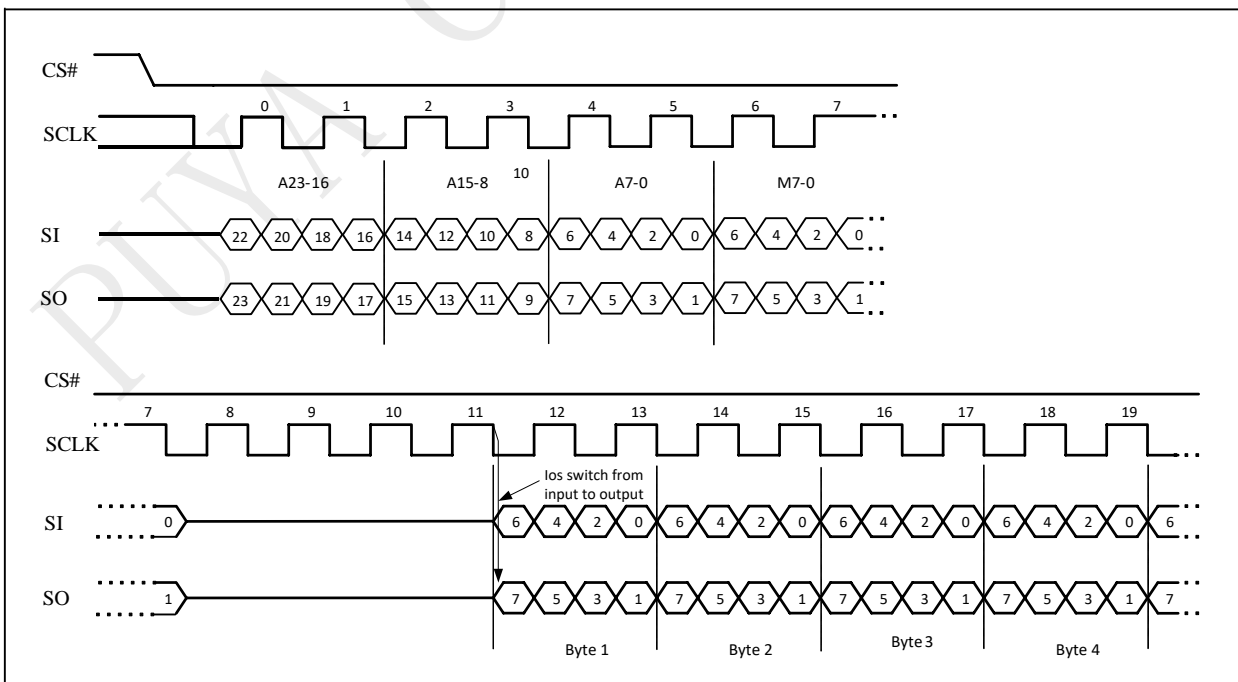 PUYA
CS#
0 1 2 3 4 5 6 7
SCLK
A23-16 A15-8 10 A7-0 M7-0
SI 22 20 18 16 14 12 10 8 6 4 2 0 6 4 2 0
SO 23 21 19 17 15 13 11 9 7 5 3 1 7 5 3 1
CS#
7 8 9 10 11 12 13 14 15 16 17 18 19
SCLK
Ios switch from
input to output
SI 0 6 4 2 0 6 4 2 0 6 4 2 0 6 4 2 0 6
SO 1 7 5 3 1 7 5 3 1 7 5 3 1 7 5 3 1 7
Byte 1 Byte 2 Byte 3 Byte 4